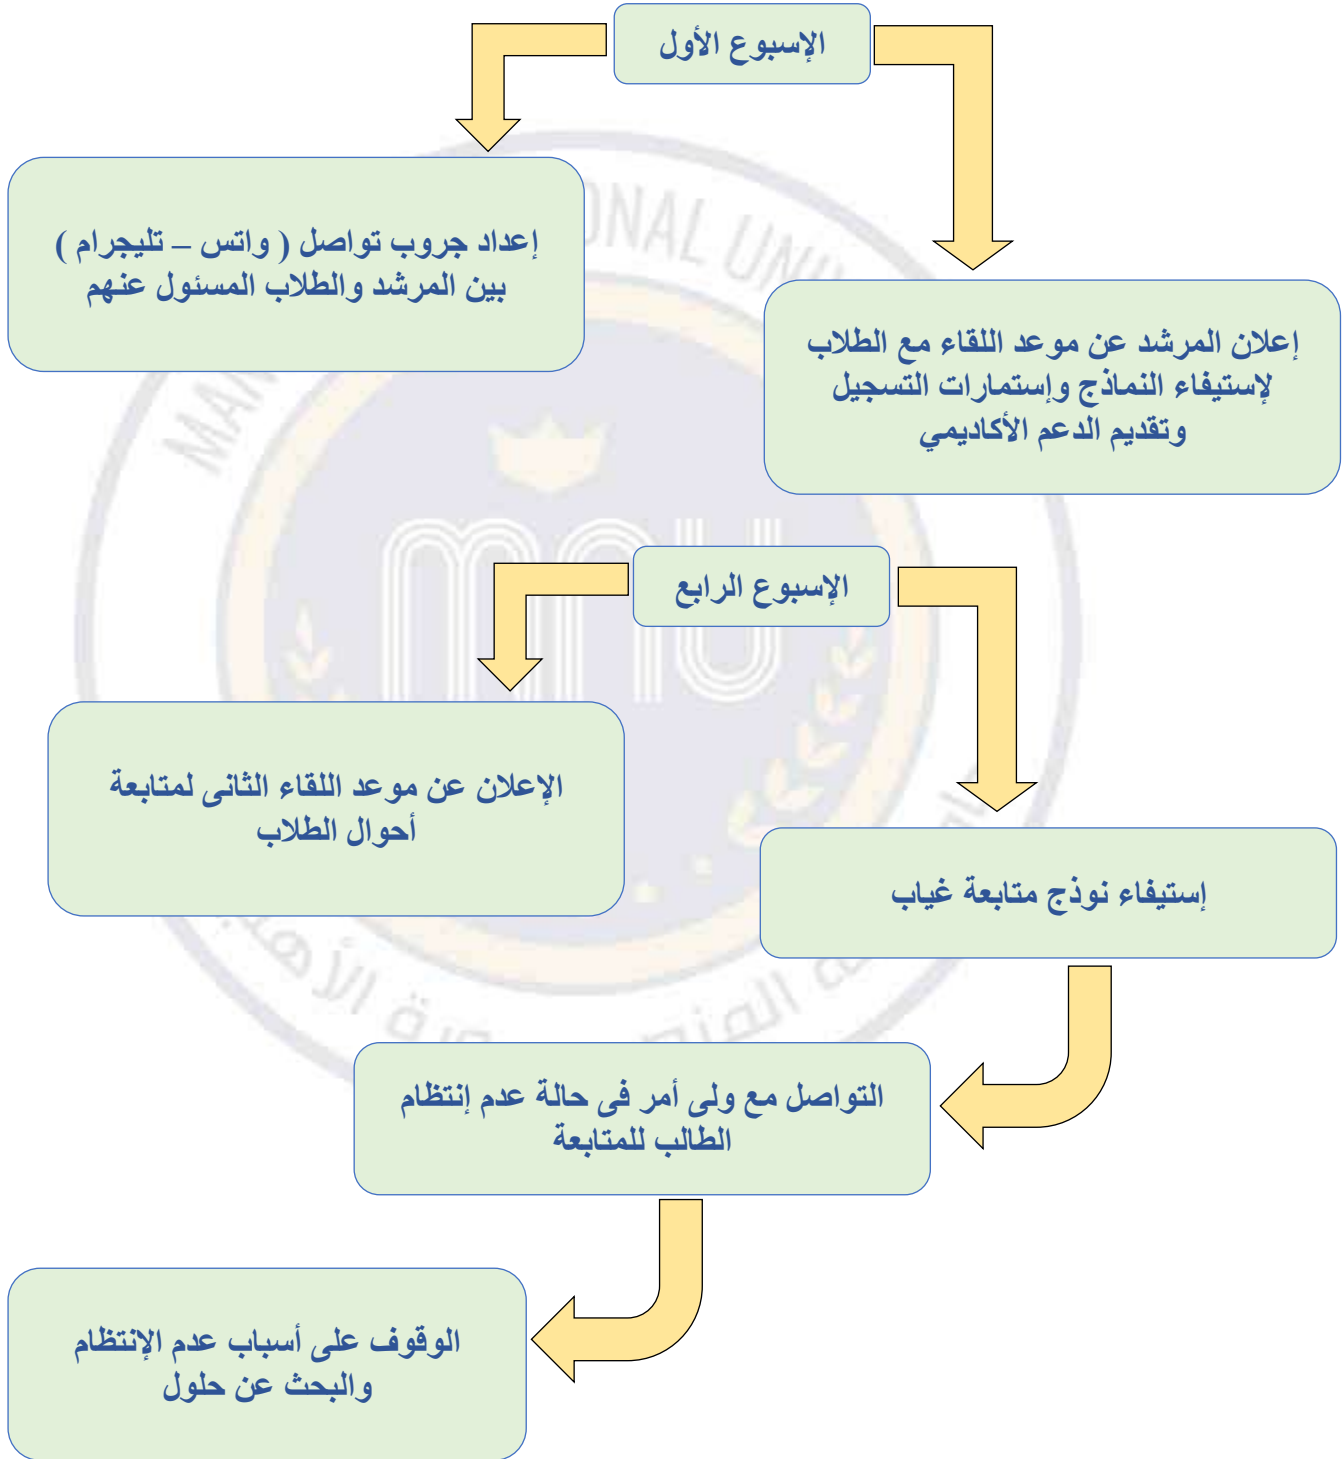 الإسبوع الأول
إعداد جروب تواصل ( واتس – تليجرام )
بين المرشد والطلاب المسئول عنهم
إعلان المرشد عن موعد اللقاء مع الطلاب
لإستيفاء النماذج وإستمارات التسجيل
وتقديم الدعم الأكاديمي
الإسبوع الرابع
الإعلان عن موعد اللقاء الثانى لمتابعة
أحوال الطلاب
إستيفاء نوذج متابعة غياب
التواصل مع ولى أمر فى حالة عدم إنتظام
الطالب للمتابعة
الوقوف على أسباب عدم الإنتظام
والبحث عن حلول
mnu